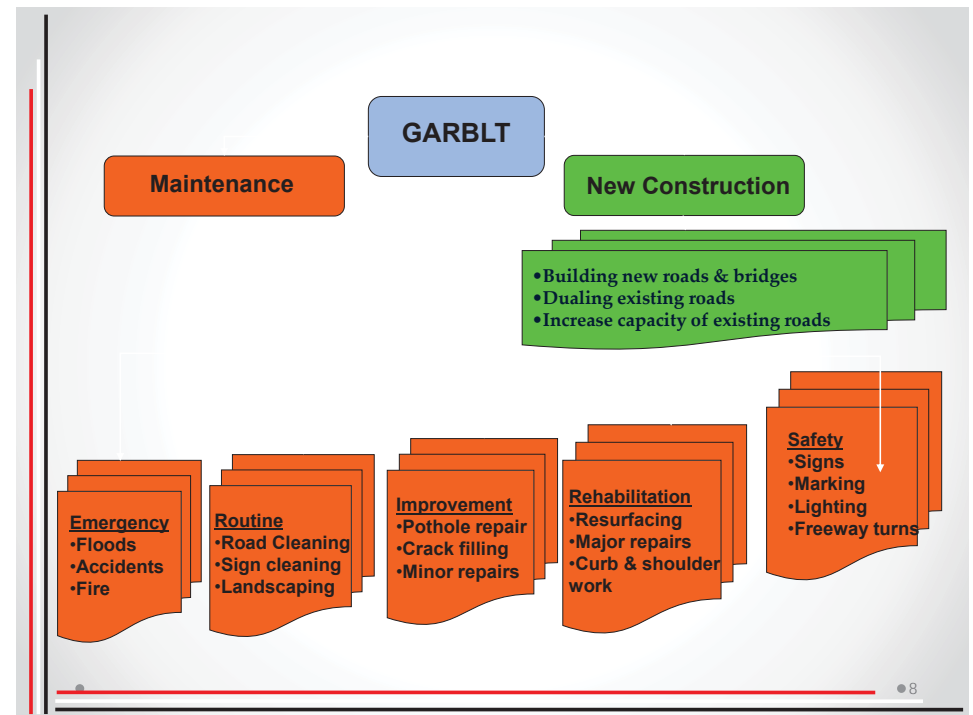 GARBLT
Maintenance
New Construction
•Building new roads & bridges
•Dualing existing roads
•Increase capacity of existing roads
Emergency
•Floods
•Accidents
•Fire
Routine
•Road Cleaning
•Sign cleaning
•Landscaping
Improvement
•Pothole repair
•Crack filling
•Minor repairs
Rehabilitation
•Resurfacing
•Major repairs
•Curb & shoulder
work
Safety
•Signs
•Marking
•Lighting
•Freeway turns
•
•8